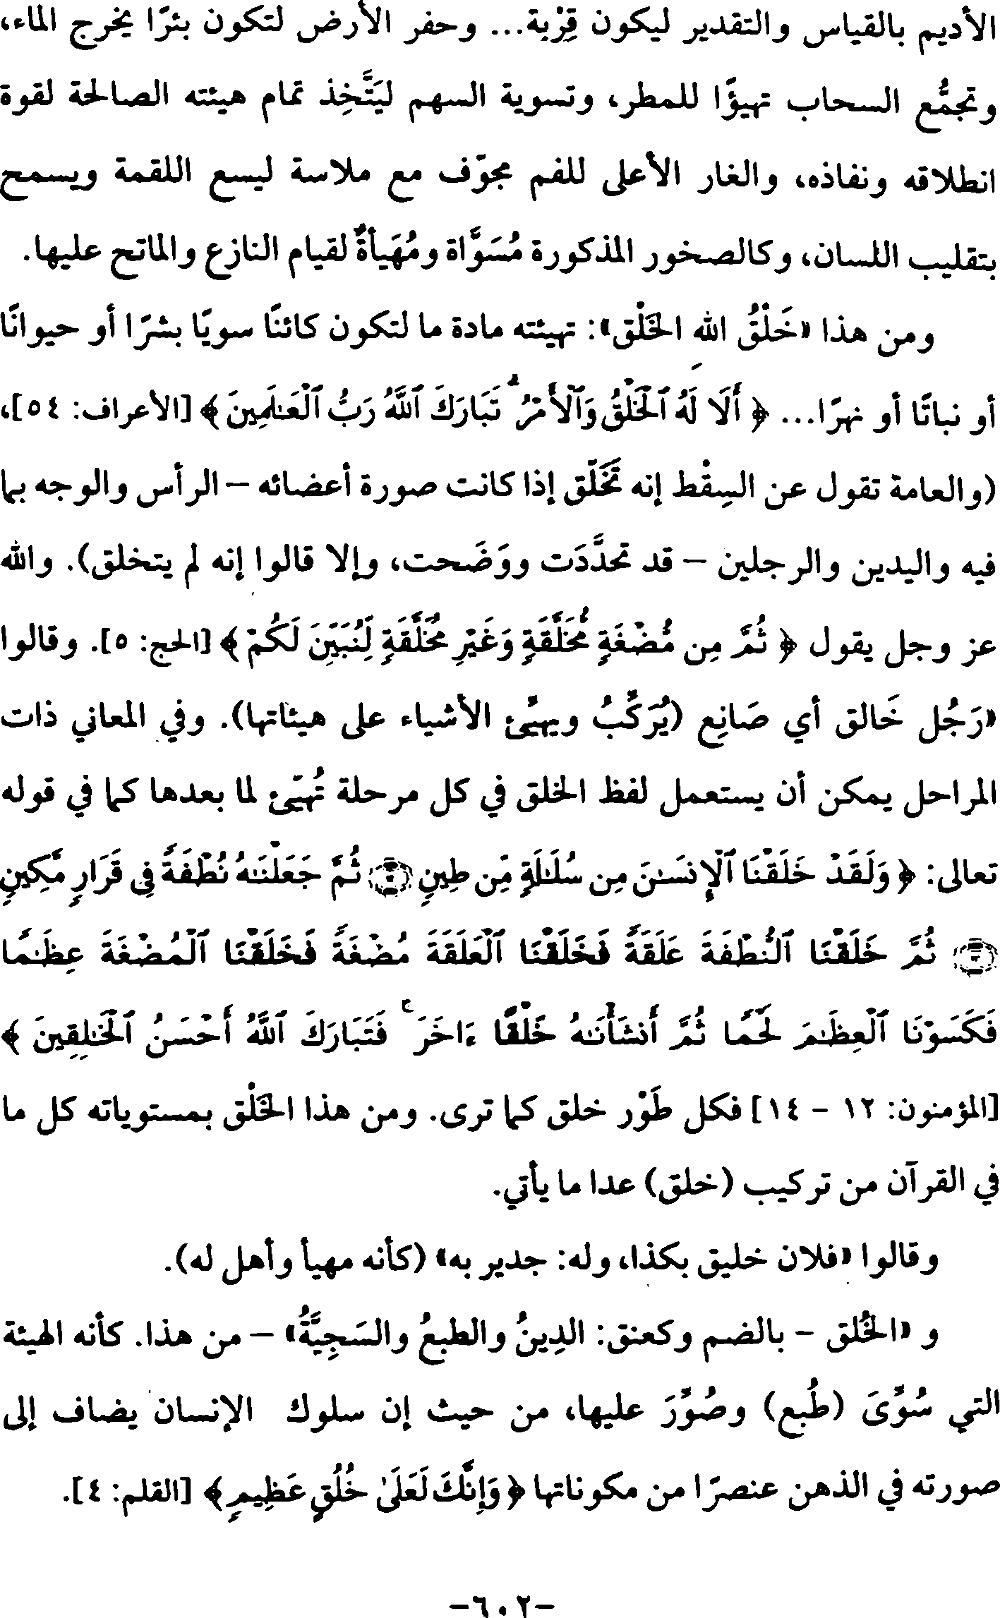 الأديم بالقياس والتقدير ليكون قِرْبة... وحفر الأرض لتكون بئرًا يخرج الماء،
وتجمُّع السحاب تهيؤًا للمطر، وتسوية السهم ليَتَّخِذ تمام هيئته الصالحة لقوة
انطلاقه ونفاذه، والغار الأعلى للفم مجوّف مع ملاسة ليسع اللقمة ويسمح
بتقليب اللسان، وكالصخور المذكورة مُسَوَّاة ومُهَيأةٌ لقيام النازع والماتح عليها.
ومن هذا «خَلْقُ الله الخَلْق»: تهيئته مادة ما لتكون كائنًا سويًا بشرًا أو حيوانًا
أو نباتًا أو نهرًا... ﴿ أَلَا لَهُ ٱلْخَلْقُ وَٱلْأَمْرُ ۗ تَبَارَكَ ٱللَّهُ رَبُّ ٱلْعَـٰلَمِينَ ﴾ [الأعراف: ٥٤]،
(والعامة تقول عن السِقْط إنه تَخَلّق إذا كانت صورة أعضائه – الرأس والوجه بما
فيه واليدين والرجلين – قد تحدَّدَت ووَضَحت، وإلا قالوا إنه لم يتخلق). والله
عز وجل يقول ﴿ ثُمَّ مِن مُّضْغَةٍ مُّخَلَّقَةٍ وَغَيْرِ مُخَلَّقَةٍ لِّنُبَيِّنَ لَكُمْ ﴾ [الحج: ٥]. وقالوا
«رَجُل خَالق أي صَانِع (يُرَكِّبُ ويهيِّئ الأشياء على هيئاتها). وفي المعاني ذات
المراحل يمكن أن يستعمل لفظ الخلق في كل مرحلة تُهيّئ لما بعدها كما في قوله
تعالى: ﴿ وَلَقَدْ خَلَقْنَا ٱلْإِنسَـٰنَ مِن سُلَـٰلَةٍ مِّن طِينٍ ۝ ثُمَّ جَعَلْنَـٰهُ نُطْفَةً فِى قَرَارٍ مَّكِينٍ
۝ ثُمَّ خَلَقْنَا ٱلنُّطْفَةَ عَلَقَةً فَخَلَقْنَا ٱلْعَلَقَةَ مُضْغَةً فَخَلَقْنَا ٱلْمُضْغَةَ عِظَـٰمًا
فَكَسَوْنَا ٱلْعِظَـٰمَ لَحْمًا ثُمَّ أَنشَأْنَـٰهُ خَلْقًا ءَاخَرَ ۚ فَتَبَارَكَ ٱللَّهُ أَحْسَنُ ٱلْخَـٰلِقِينَ ﴾
[المؤمنون: ١٢ - ١٤] فكل طَوْر خلق كما ترى. ومن هذا الخَلْق بمستوياته كل ما
في القرآن من تركيب (خلق) عدا ما يأتي.
وقالوا «فلان خليق بكذا، وله: جدير به» (كأنه مهيأ وأهل له).
و «الخُلق - بالضم وكعنق: الدِينُ والطبعُ والسَجِيَّةُ» – من هذا. كأنه الهيئة
التي سُوِّىَ (طُبع) وصُوِّرَ عليها، من حيث إن سلوك الإنسان يضاف إلى
صورته في الذهن عنصرًا من مكوناتها ﴿ وَإِنَّكَ لَعَلَىٰ خُلُقٍ عَظِيمٍ ﴾ [القلم: ٤].
-٦٠٢-